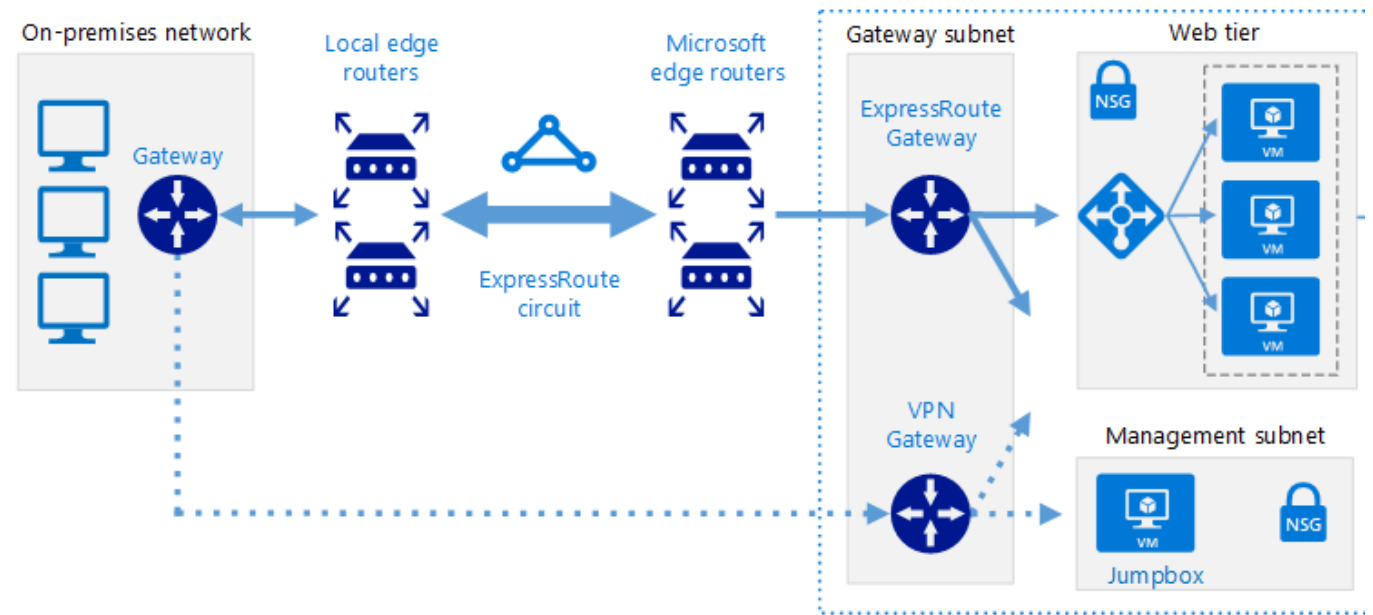 On-premises network
Gateway
Local edge
routers
ExpressRoute
circuit
Microsoft
edge routers
Gateway subnet
ExpressRoute
Gateway
VPN
Gateway
Web tier
NSG
VM
VM
VM
Management subnet
VM
NSG
Jumpbox